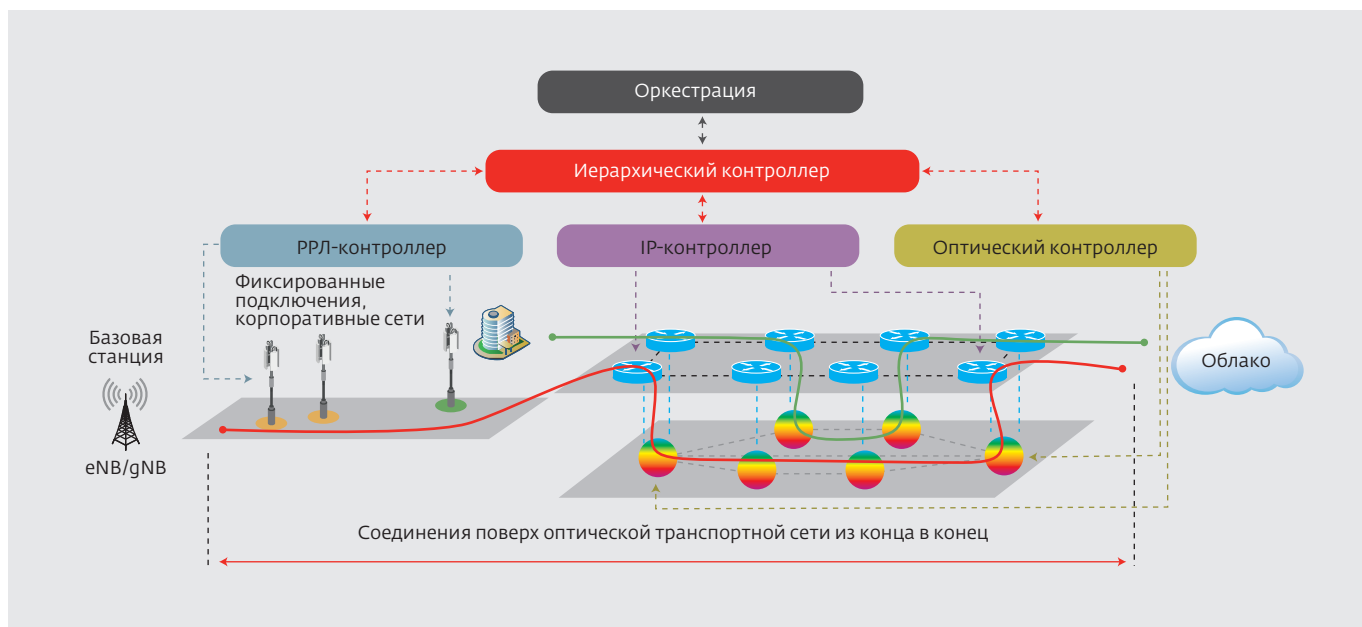 Оркестрация
Иерархический контроллер
РРЛ-контроллер
IP-контроллер
Оптический контроллер
Фиксированные
подключения,
корпоративные сети
Базовая
станция
eNB/gNB
Облако
Соединения поверх оптической транспортной сети из конца в конец